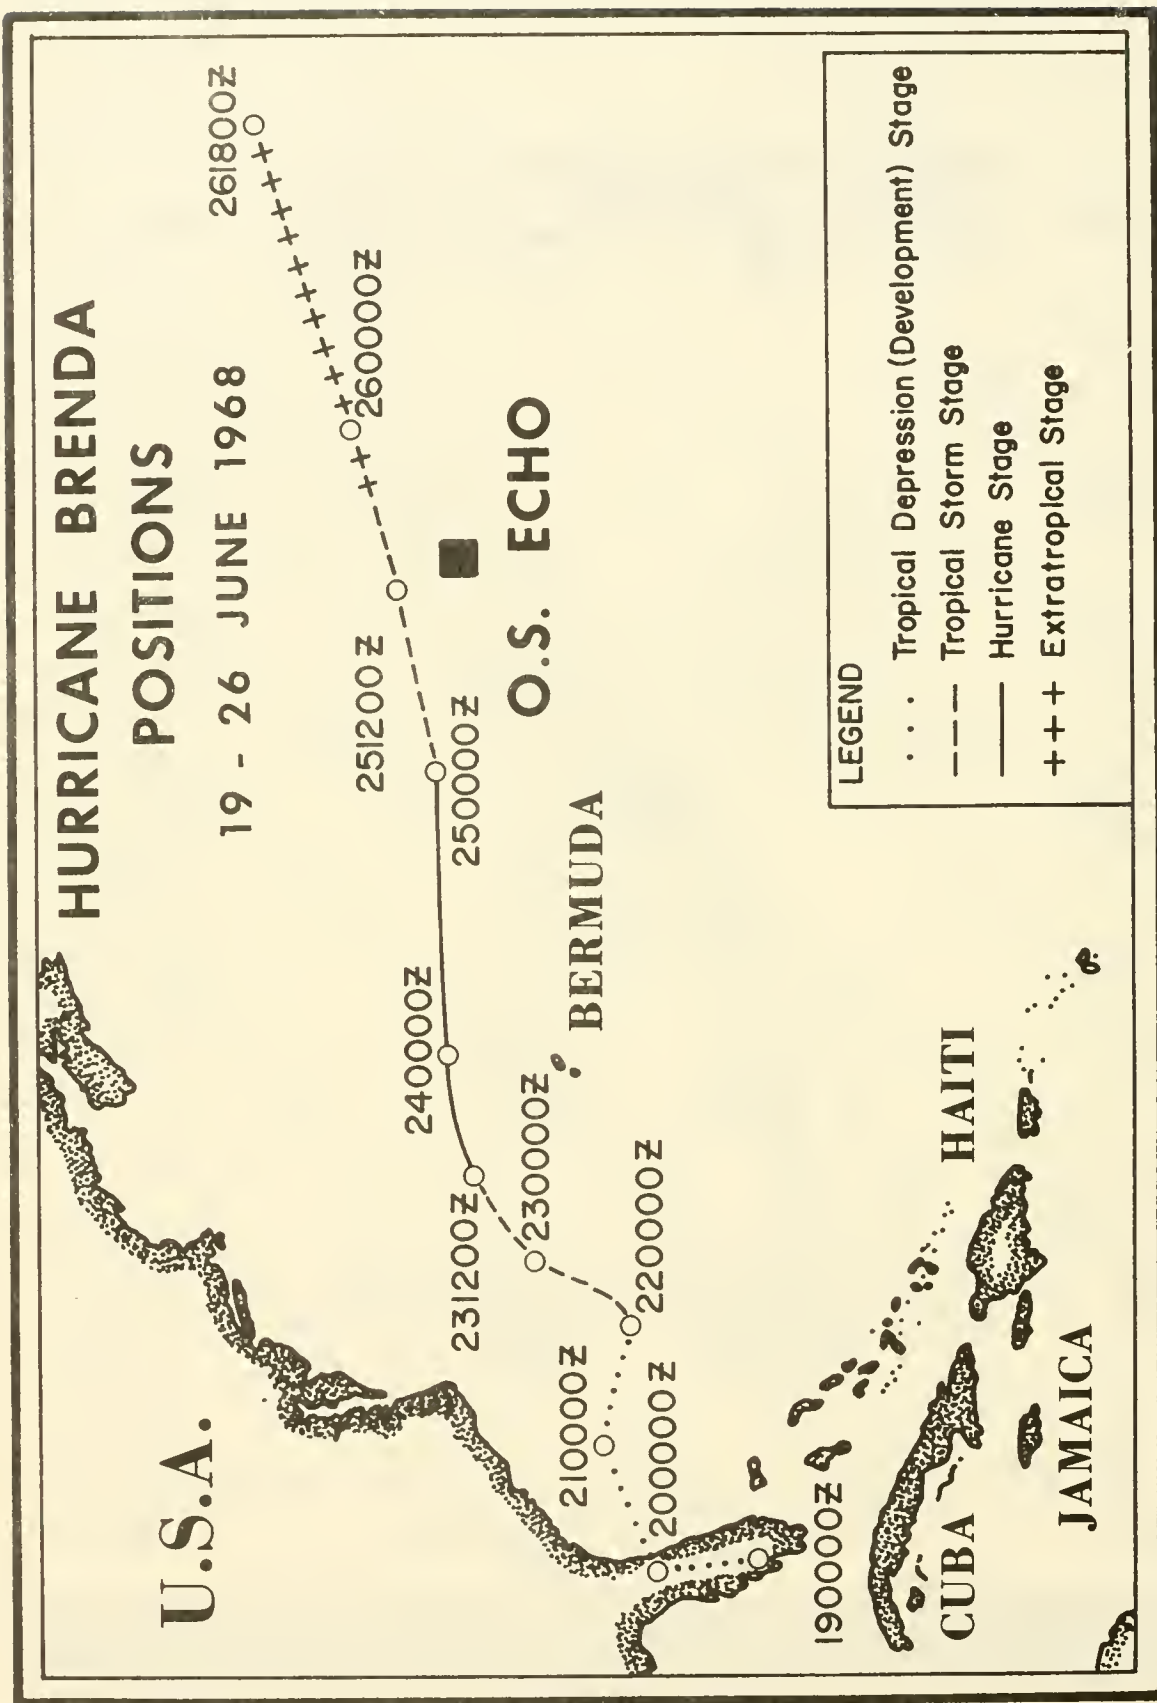 HURRICANE BRENDA
POSITIONS
19 - 26 JUNE 1968
261800Z
260000Z
251200Z
250000Z
O.S. ECHO
240000Z
231200Z
230000Z
BERMUDA
220000Z
210000Z
200000Z
190000Z
U.S.A.
CUBA
HAITI
JAMAICA
LEGEND
. . . Tropical Depression (Development) Stage
--- Tropical Storm Stage
—— Hurricane Stage
+++ Extratropical Stage